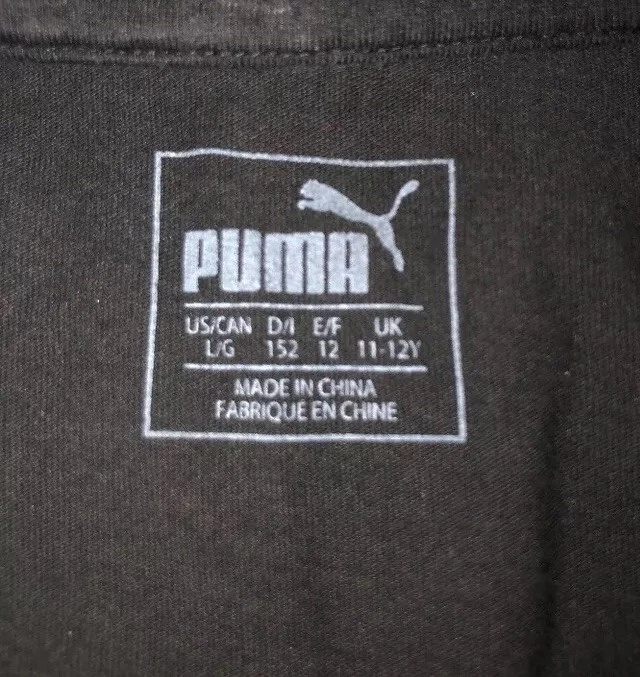 PUMA
US/CAN D/I E/F UK
L/G 152 12 11-12Y
MADE IN CHINA
FABRIQUE EN CHINE